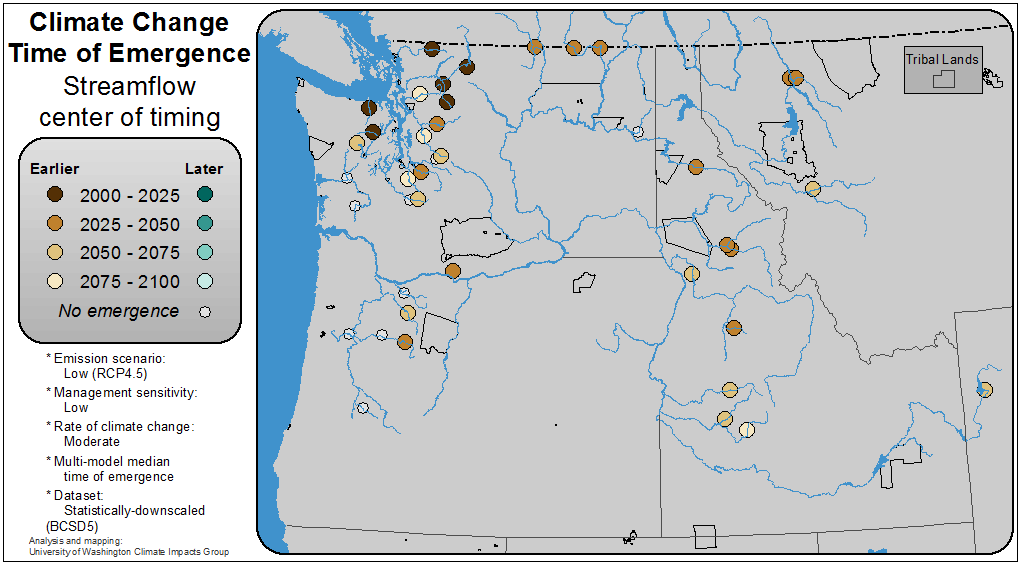 Climate Change
Time of Emergence
Streamflow
center of timing
Earlier Later
2000 - 2025
2025 - 2050
2050 - 2075
2075 - 2100
No emergence
* Emission scenario:
Low (RCP4.5)
* Management sensitivity:
Low
* Rate of climate change:
Moderate
* Multi-model median
time of emergence
* Dataset:
Statistically-downscaled
(BCSD5)
Analysis and mapping:
University of Washington Climate Impacts Group
Tribal Lands